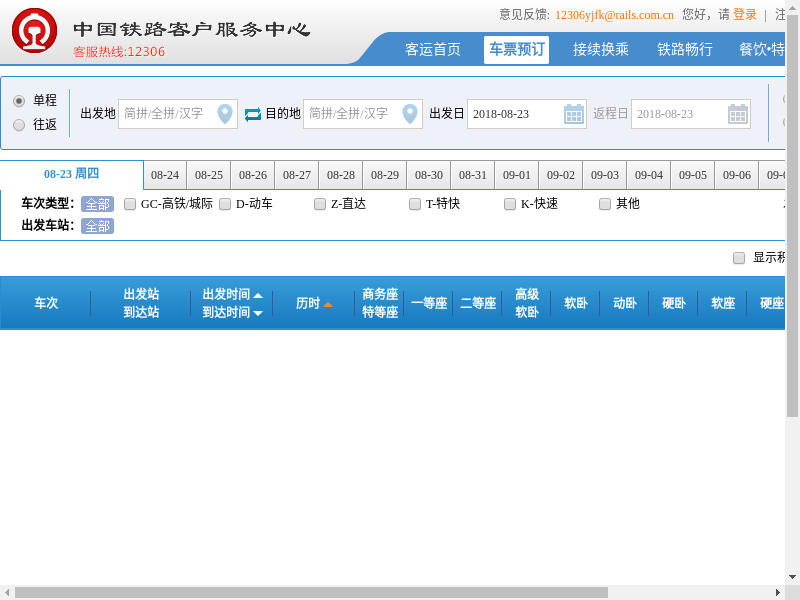 意见反馈: 12306yjfk@rails.com.cn 您好，请 登录 | 注
中国铁路客户服务中心
客服热线:12306
客运首页 车票预订 接续换乘 铁路畅行 餐饮•特
单程
往返
出发地 简拼/全拼/汉字 目的地 简拼/全拼/汉字 出发日 2018-08-23 返程日 2018-08-23
08-23 周四 08-24 08-25 08-26 08-27 08-28 08-29 08-30 08-31 09-01 09-02 09-03 09-04 09-05 09-06 09-0
车次类型: 全部 GC-高铁/城际 D-动车 Z-直达 T-特快 K-快速 其他
出发车站: 全部
显示积
车次 出发站 到达站 出发时间 到达时间 历时 商务座 特等座 一等座 二等座 高级 软卧 软卧 动卧 硬卧 软座 硬座